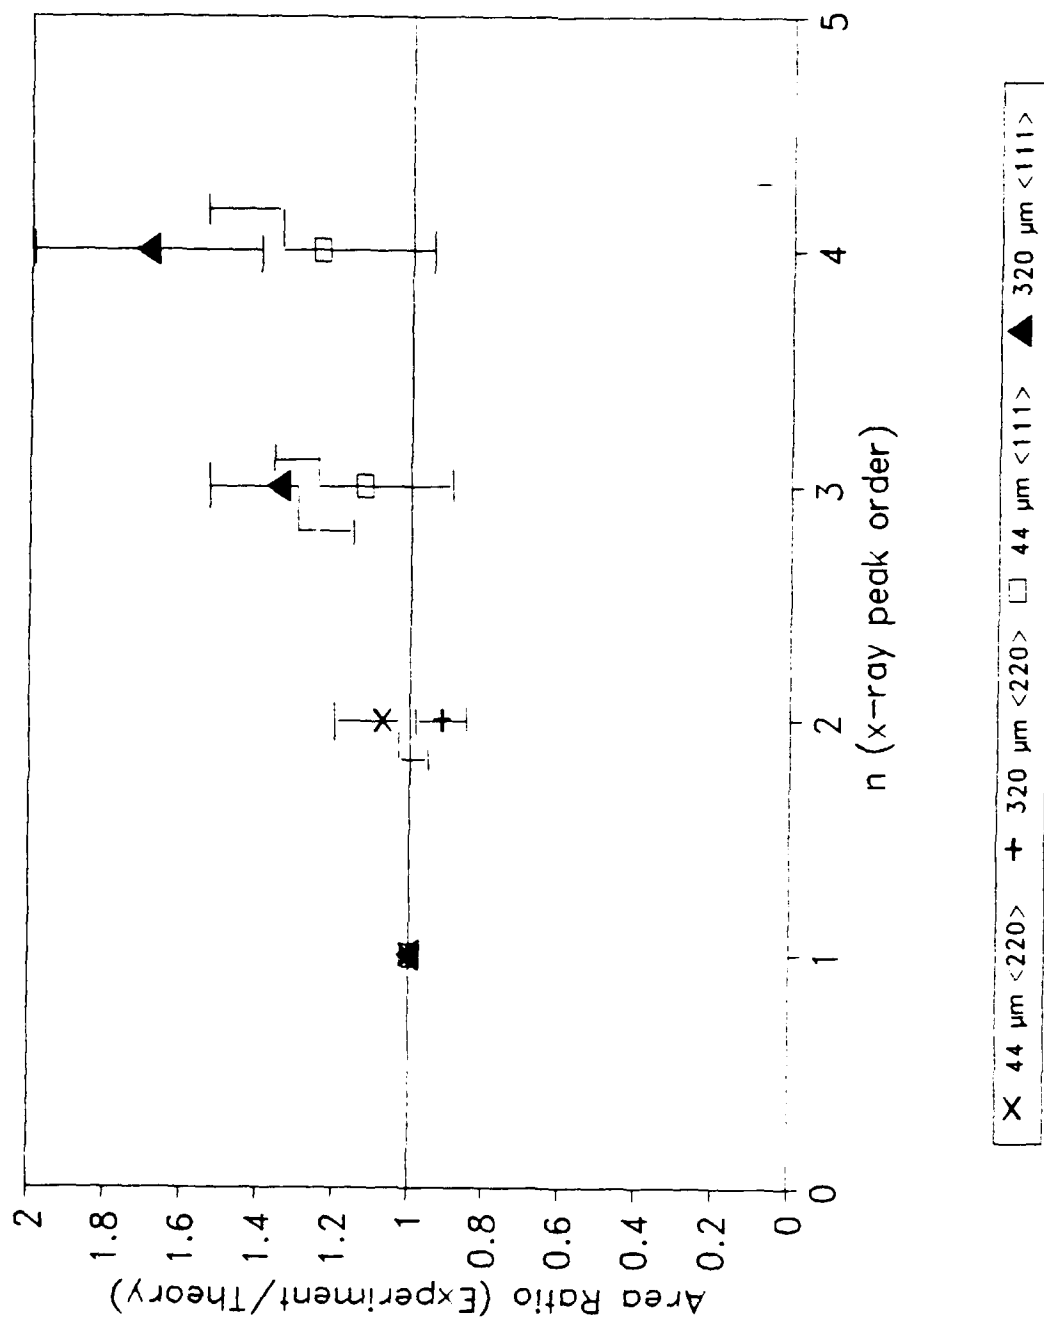 Area Ratio (Experiment/Theory)
2
1.8
1.6
1.4
1.2
1
0.8
0.6
0.4
0.2
0
0 1 2 3 4 5
n (x-ray peak order)
X 44 µm <220> + 320 µm <220> □ 44 µm <111> ▲ 320 µm <111>